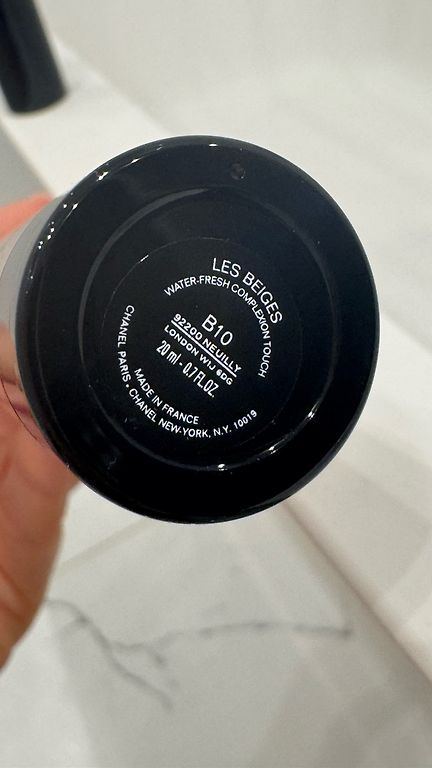 LES BEIGES
WATER-FRESH COMPLEXION TOUCH
B10
92200 NEUILLY
LONDON W1J 6DG
20 ml - 0.7 FL.OZ.
MADE IN FRANCE
CHANEL PARIS • CHANEL NEW-YORK, N.Y. 10019